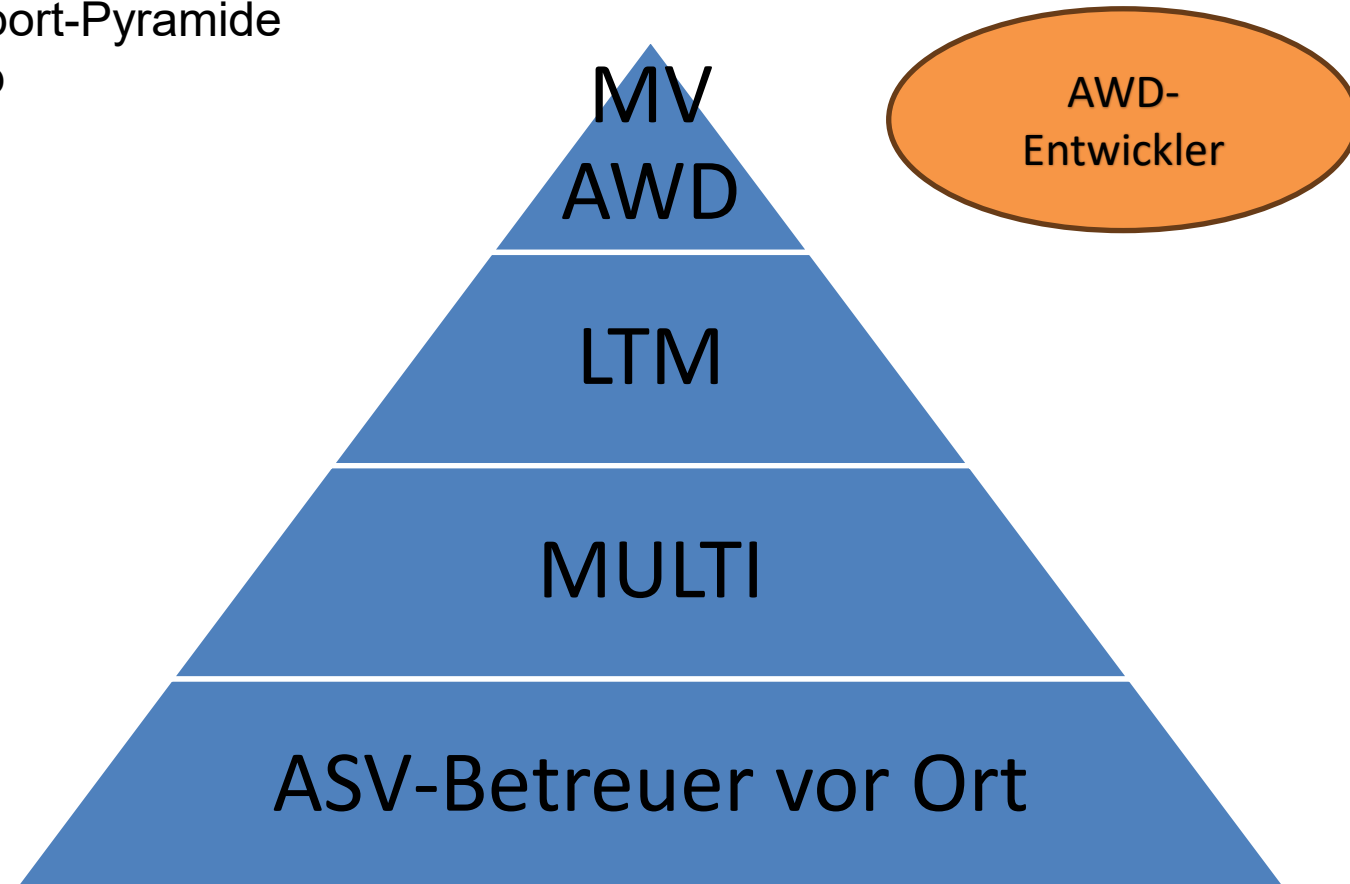 port-Pyramide
MV
AWD
AWD-
Entwickler
LTM
MULTI
ASV-Betreuer vor Ort